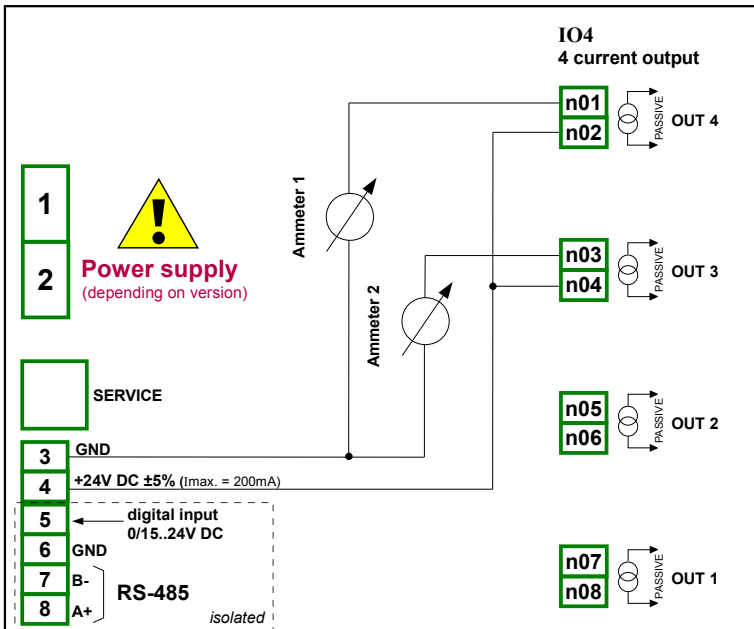 IO4
4 current output
n01
n02
PASSIVE
OUT 4
Ammeter 1
1
2
!
Power supply
(depending on version)
n03
n04
PASSIVE
OUT 3
Ammeter 2
SERVICE
n05
n06
PASSIVE
OUT 2
3
GND
4
+24V DC ±5% (Imax. = 200mA)
5
digital input
0/15..24V DC
6
GND
7
B-
RS-485
8
A+
isolated
n07
n08
PASSIVE
OUT 1